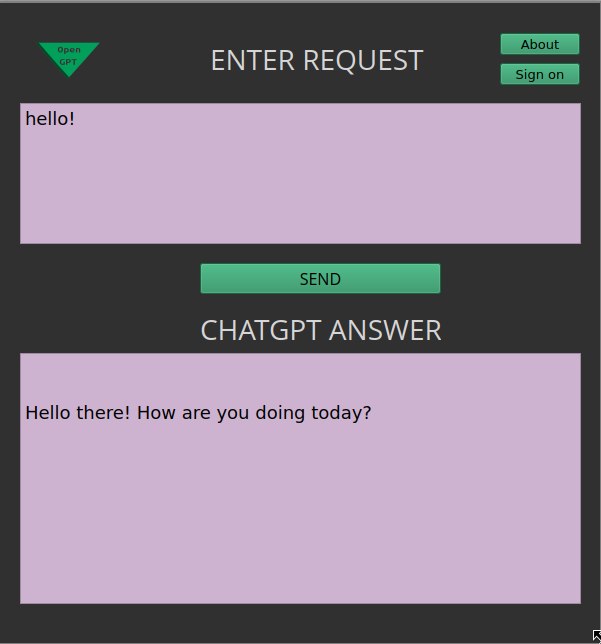 Open
GPT
ENTER REQUEST
About
Sign on
hello!
SEND
CHATGPT ANSWER
Hello there! How are you doing today?